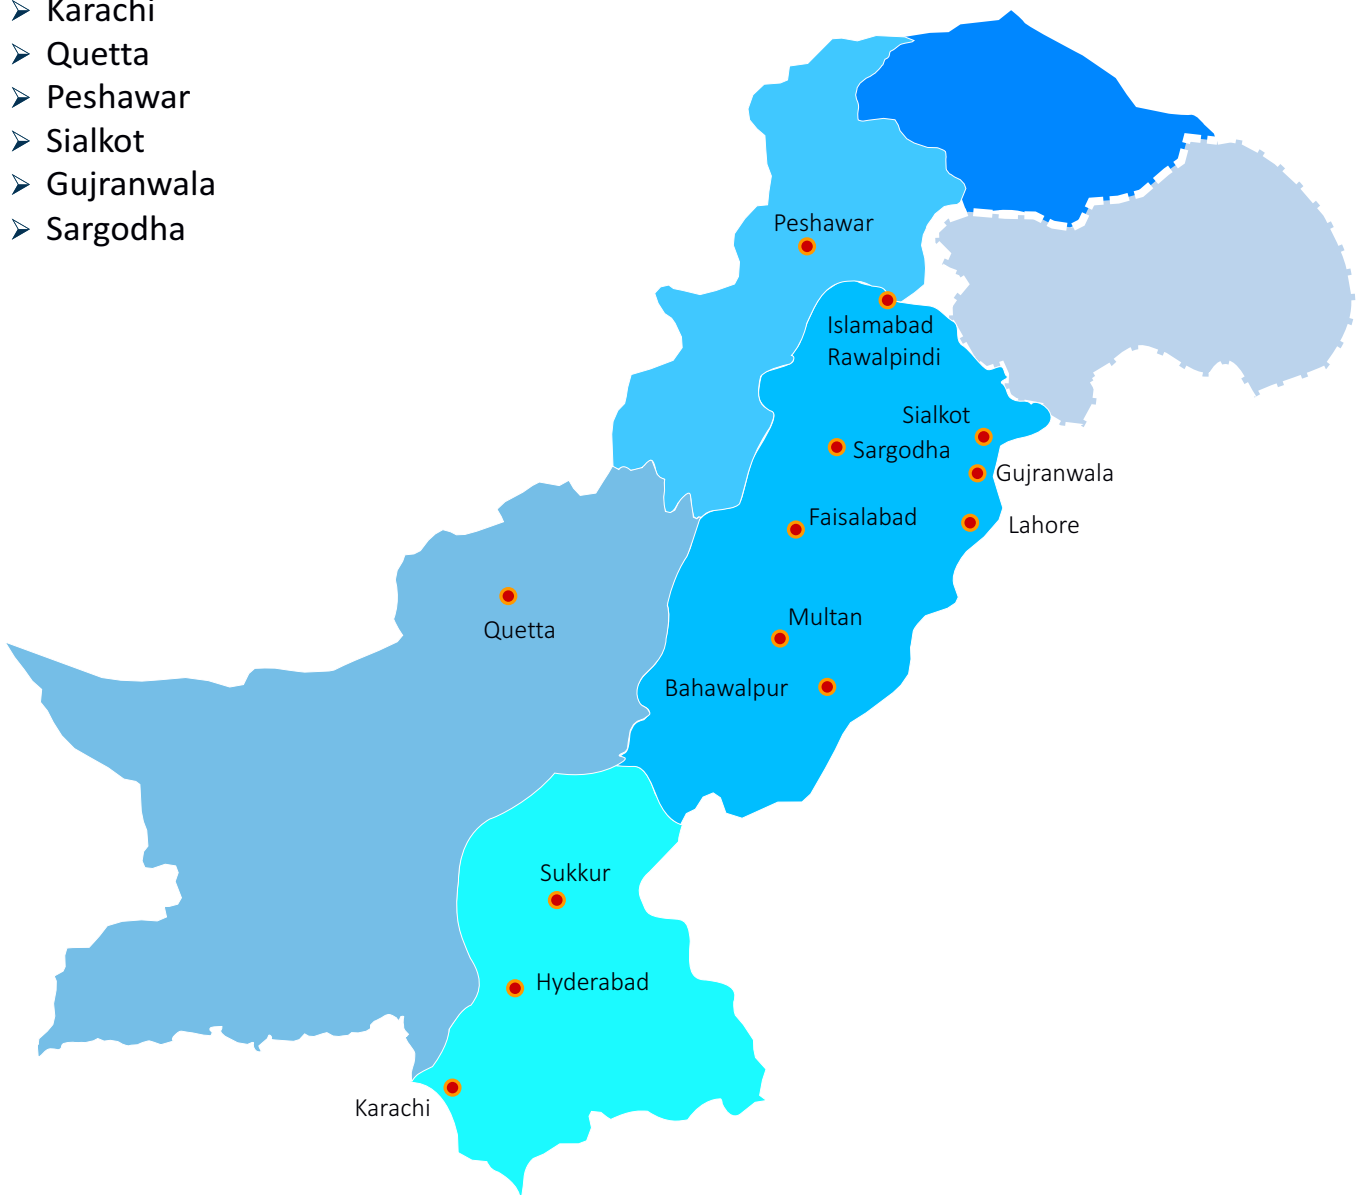 Karachi
Quetta
Peshawar
Sialkot
Gujranwala
Sargodha
Peshawar
Islamabad
Rawalpindi
Sialkot
Sargodha
Gujranwala
Faisalabad
Lahore
Multan
Quetta
Bahawalpur
Sukkur
Hyderabad
Karachi